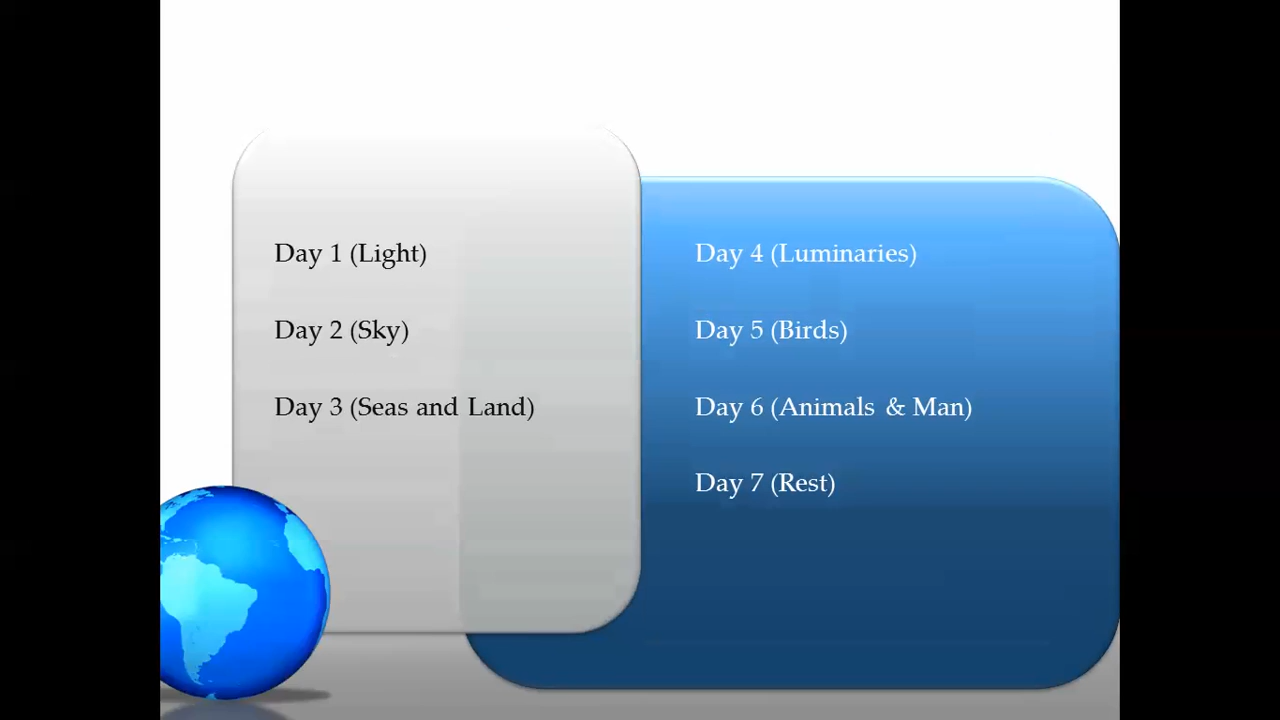 Day 1 (Light)
Day 2 (Sky)
Day 3 (Seas and Land)
Day 4 (Luminaries)
Day 5 (Birds)
Day 6 (Animals & Man)
Day 7 (Rest)